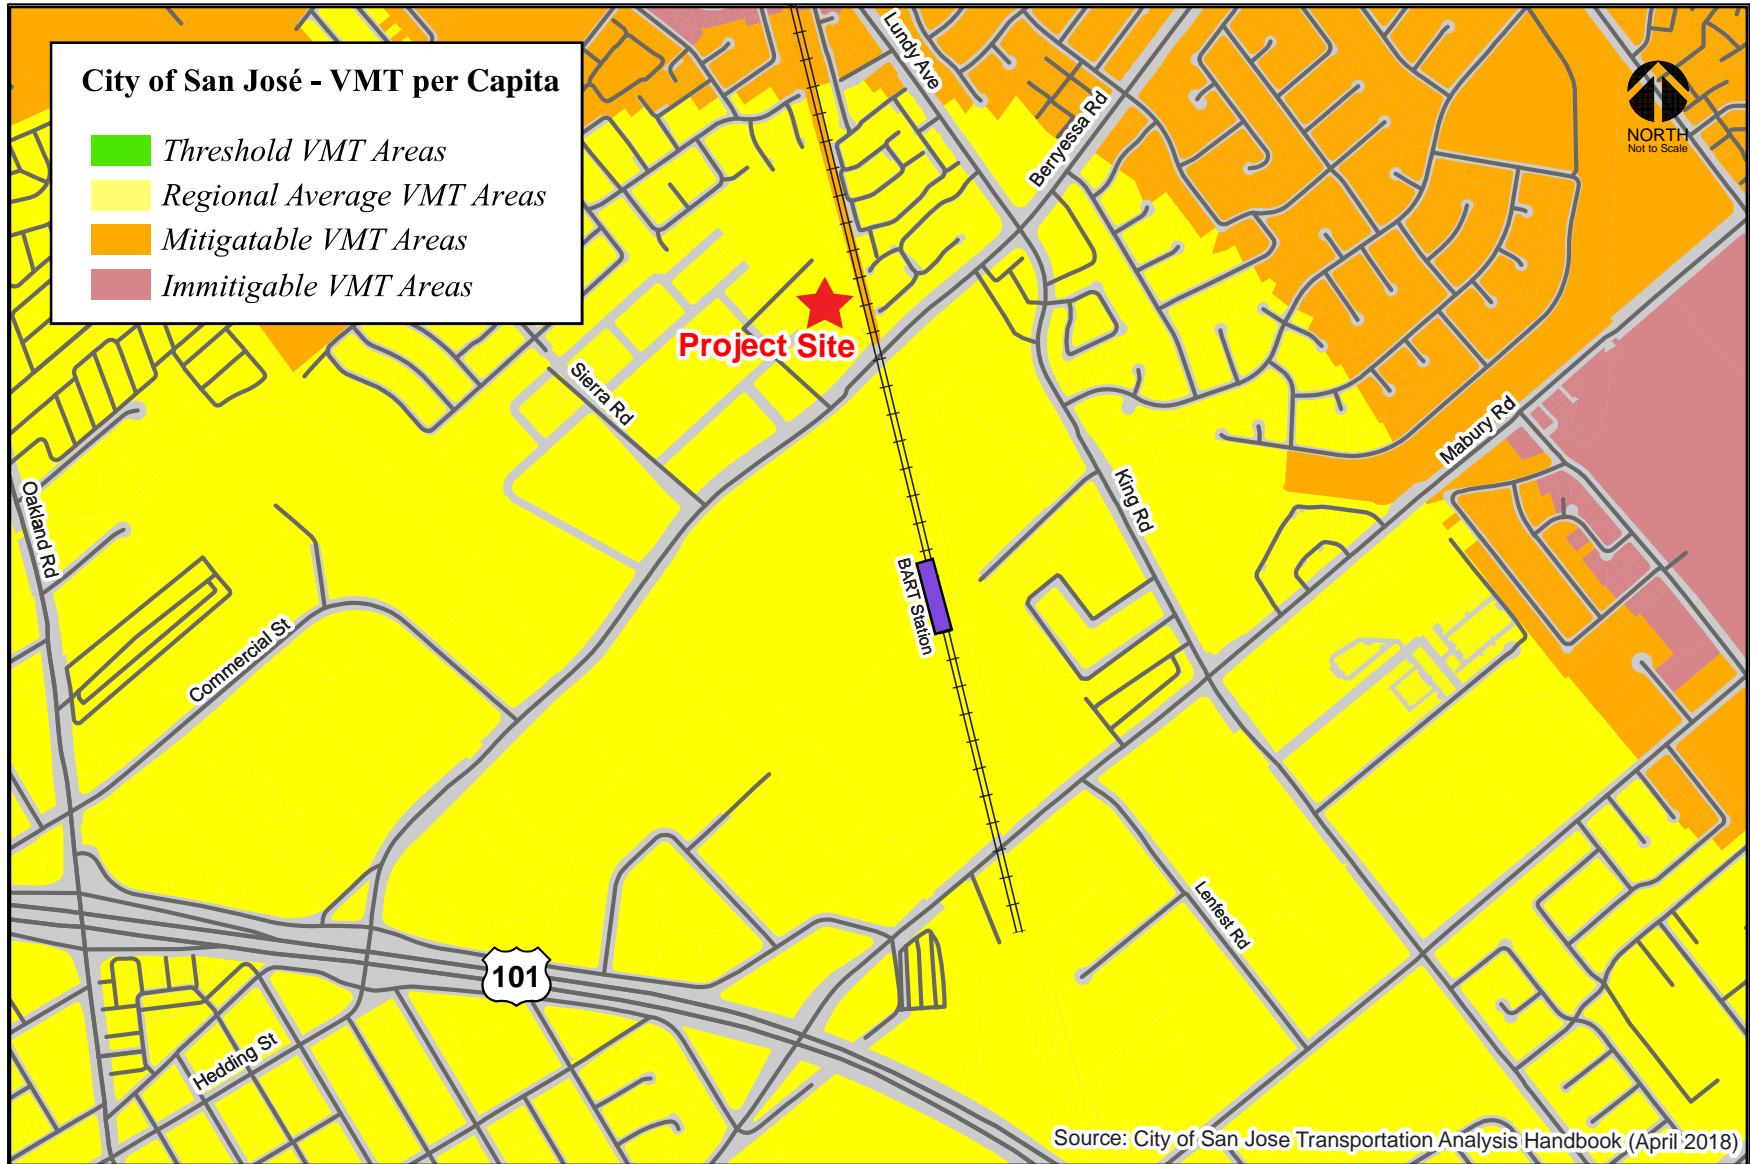 City of San José - VMT per Capita
Threshold VMT Areas
Regional Average VMT Areas
Mitigatable VMT Areas
Immitigable VMT Areas
Lundy Ave
Berryessa Rd
NORTH
Not to Scale
Project Site
Sierra Rd
Mabury Rd
King Rd
Oakland Rd
BART Station
Commercial St
Lenfest Rd
101
Hedding St
Source: City of San Jose Transportation Analysis Handbook (April 2018)